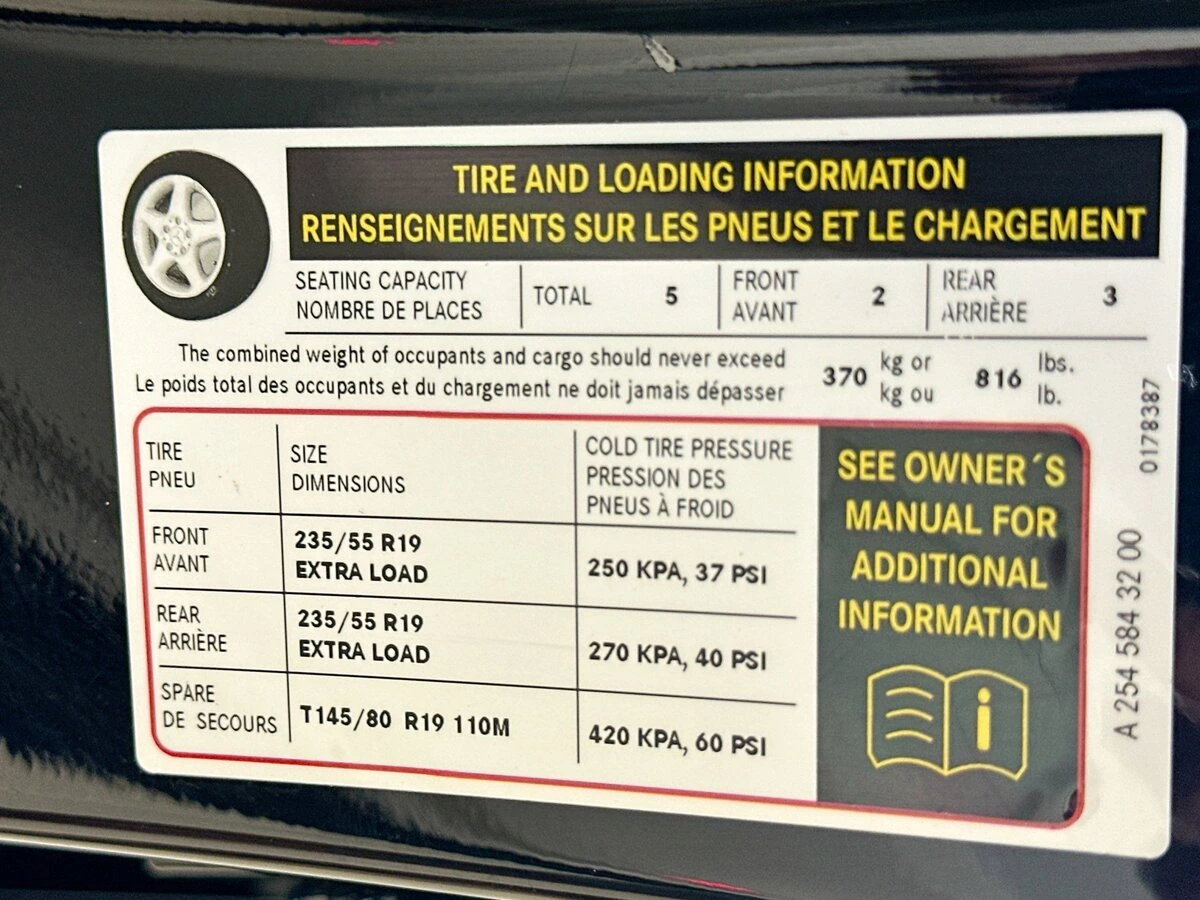 TIRE AND LOADING INFORMATION
RENSEIGNEMENTS SUR LES PNEUS ET LE CHARGEMENT
SEATING CAPACITY
NOMBRE DE PLACES
TOTAL 5
FRONT
AVANT
2
REAR
ARRIÈRE
3
The combined weight of occupants and cargo should never exceed
Le poids total des occupants et du chargement ne doit jamais dépasser
370
kg or
kg ou
816
lbs.
lb.
TIRE
PNEU
SIZE
DIMENSIONS
COLD TIRE PRESSURE
PRESSION DES
PNEUS À FROID
FRONT
AVANT
235/55 R19
EXTRA LOAD
250 KPA, 37 PSI
REAR
ARRIÈRE
235/55 R19
EXTRA LOAD
270 KPA, 40 PSI
SPARE
DE SECOURS
T145/80 R19 110M
420 KPA, 60 PSI
SEE OWNER´S
MANUAL FOR
ADDITIONAL
INFORMATION
i
A 254 584 32 00
0178387